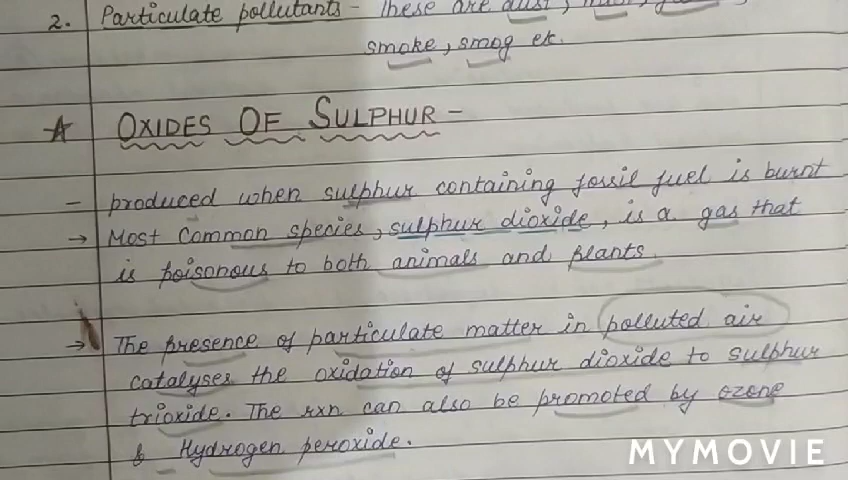 2. Particulate pollutants - These are dust,
smoke, smog etc.
OXIDES OF SULPHUR -
- produced when sulphur containing fossil fuel is burnt
→ Most Common species, sulphur dioxide, is a gas that
is poisonous to both animals and plants.
→ The presence of particulate matter in polluted air
catalyses the oxidation of sulphur dioxide to sulphur
trioxide. The rxn can also be promoted by ozone
& Hydrogen peroxide.
MYMOVIE